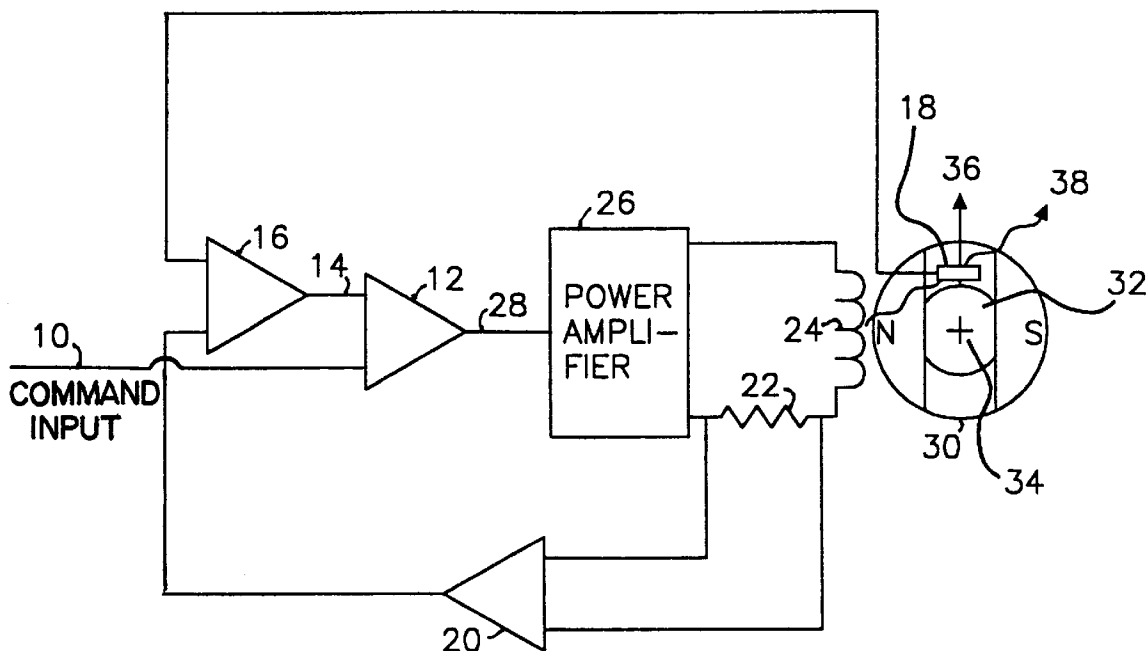 18
36
38
26
16
14
12
28
32
POWER
AMPLI-
FIER
24
N
S
10
COMMAND
INPUT
22
30
34
20